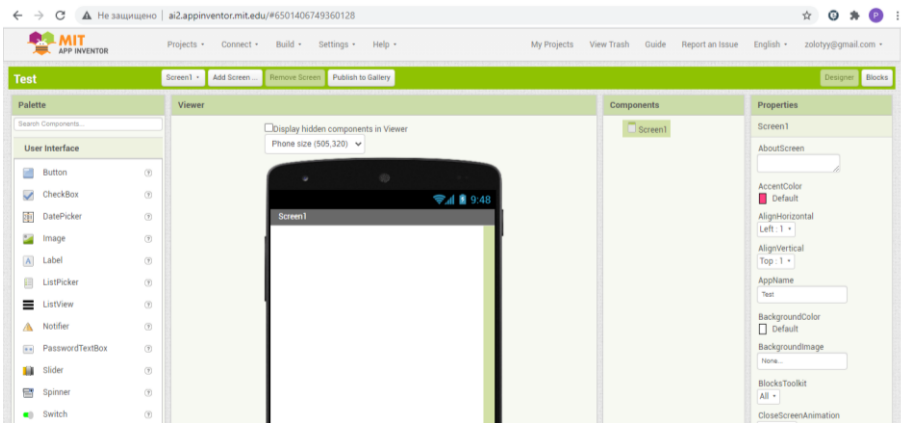 Не защищено | ai2.appinventor.mit.edu/#6501406749360128
P
MIT
APP INVENTOR
Projects Connect Build Settings Help My Projects View Trash Guide Report an Issue English zolotyy@gmail.com
Test
Screen1 Add Screen ... Remove Screen Publish to Gallery Designer Blocks
Palette
Search Components...
User Interface
Button
CheckBox
DatePicker
Image
Label
ListPicker
ListView
Notifier
PasswordTextBox
Slider
Spinner
Switch
Viewer
Display hidden components in Viewer
Phone size (505,320)
9:48
Screen1
Components
Screen1
Properties
Screen1
AboutScreen
AccentColor
Default
AlignHorizontal
Left : 1
AlignVertical
Top : 1
AppName
Test
BackgroundColor
Default
BackgroundImage
None...
BlocksToolkit
All
CloseScreenAnimation